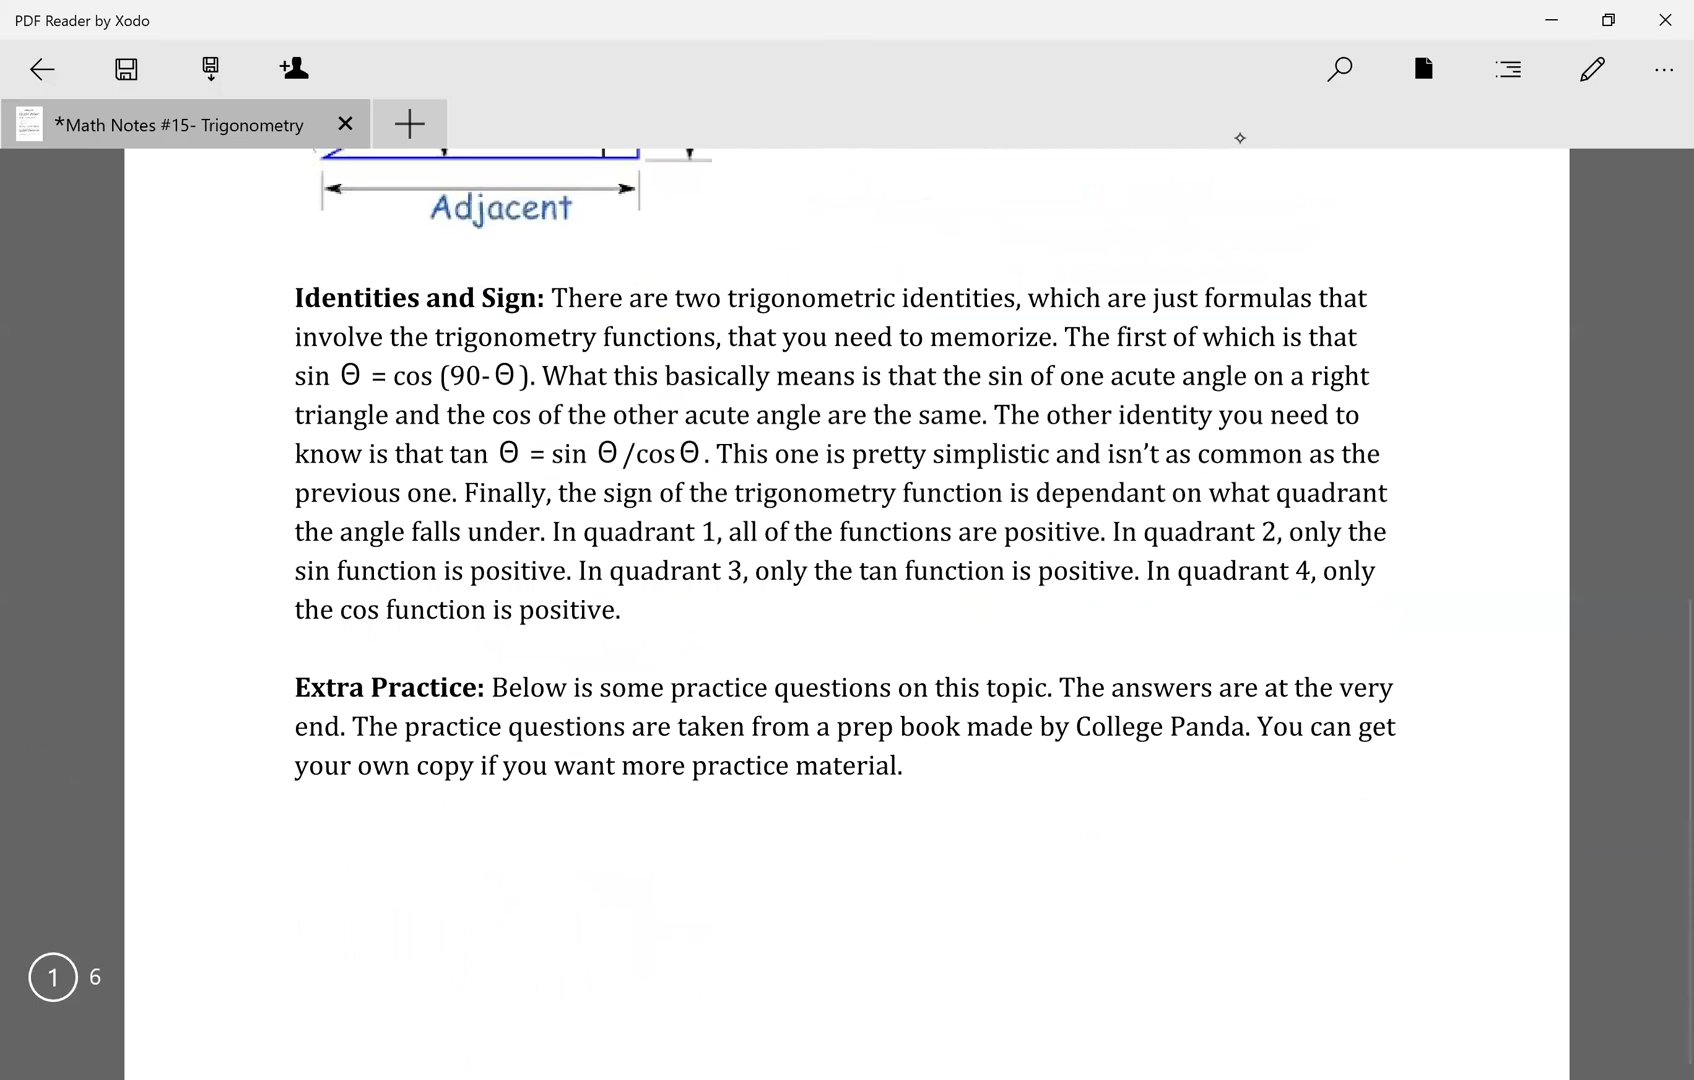 PDF Reader by Xodo
*Math Notes #15- Trigonometry
Adjacent
Identities and Sign: There are two trigonometric identities, which are just formulas that
involve the trigonometry functions, that you need to memorize. The first of which is that
sin Θ = cos (90-Θ). What this basically means is that the sin of one acute angle on a right
triangle and the cos of the other acute angle are the same. The other identity you need to
know is that tan Θ = sin Θ/cosΘ. This one is pretty simplistic and isn’t as common as the
previous one. Finally, the sign of the trigonometry function is dependant on what quadrant
the angle falls under. In quadrant 1, all of the functions are positive. In quadrant 2, only the
sin function is positive. In quadrant 3, only the tan function is positive. In quadrant 4, only
the cos function is positive.
Extra Practice: Below is some practice questions on this topic. The answers are at the very
end. The practice questions are taken from a prep book made by College Panda. You can get
your own copy if you want more practice material.
1 6